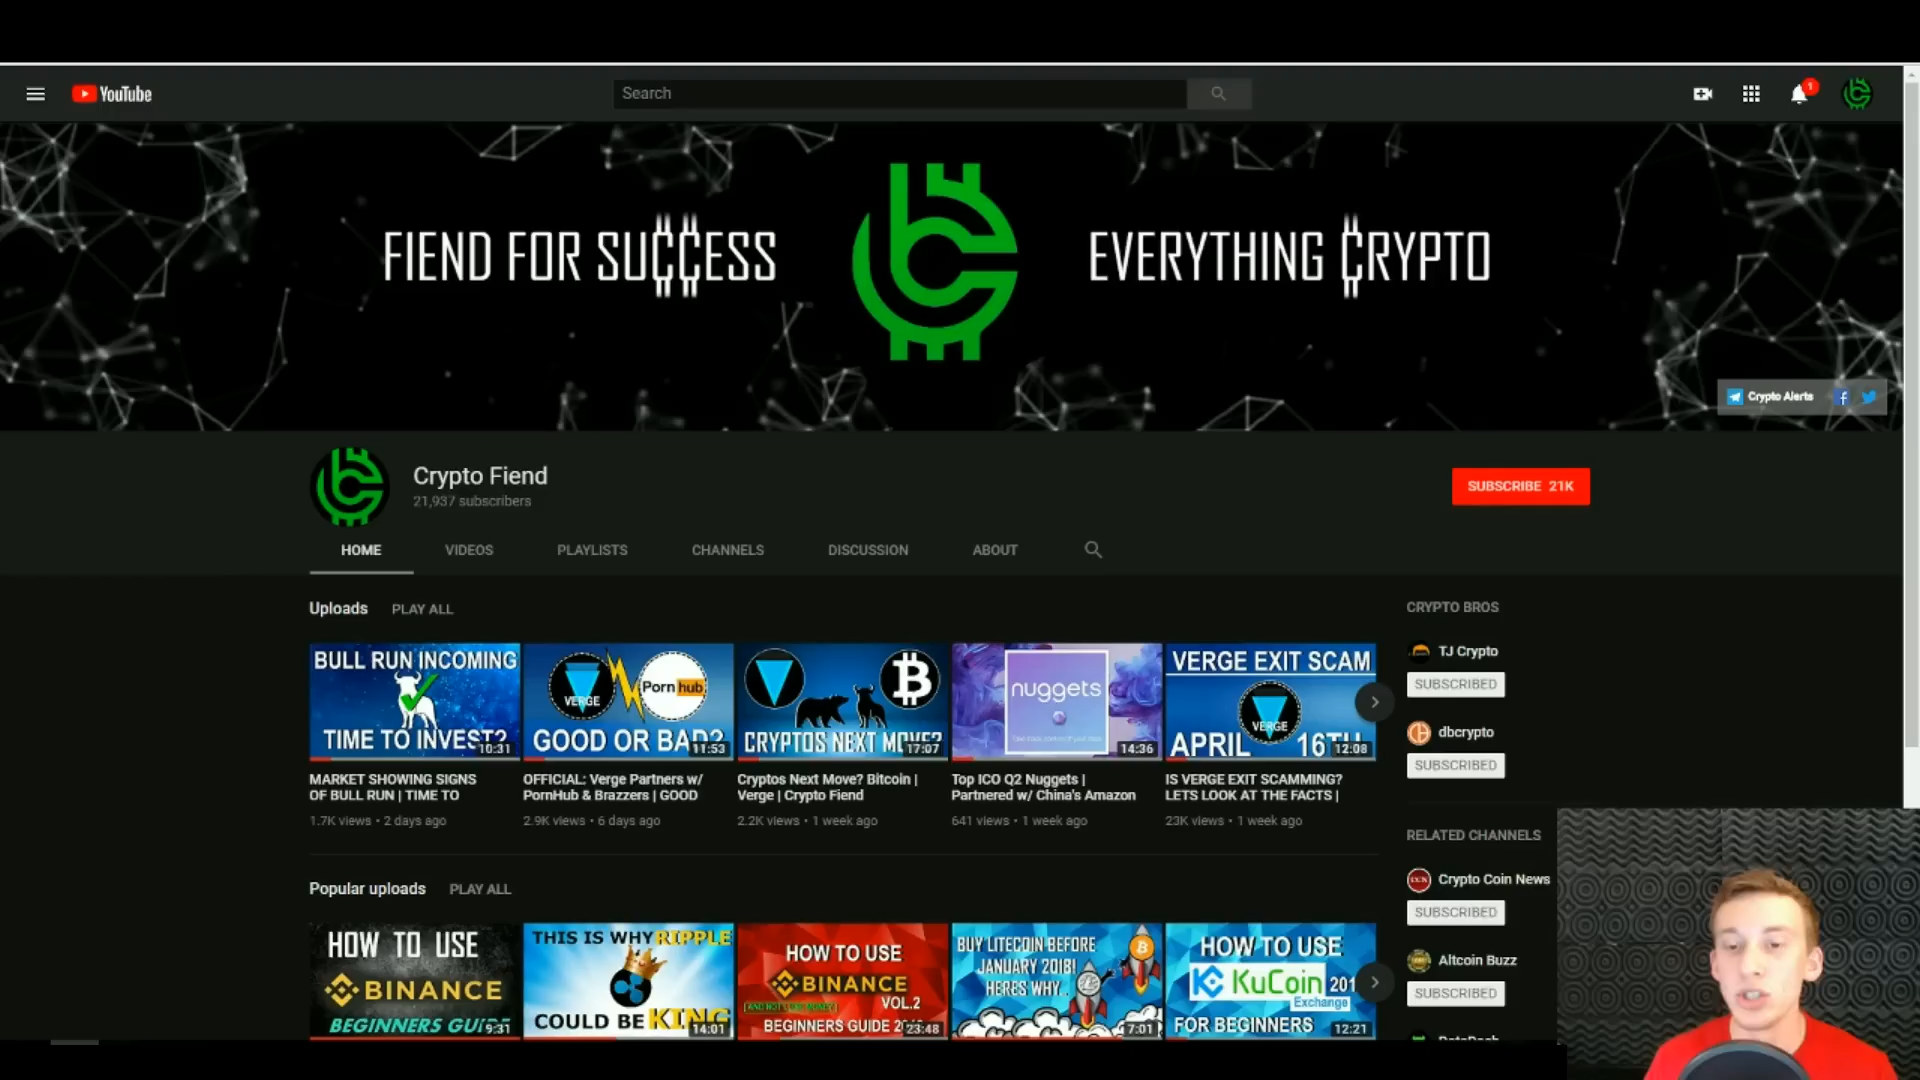 YouTube
Search
1
FIEND FOR SUCCESS
EVERYTHING CRYPTO
Crypto Alerts
Crypto Fiend
21,937 subscribers
SUBSCRIBE 21K
HOME
VIDEOS
PLAYLISTS
CHANNELS
DISCUSSION
ABOUT
Uploads
PLAY ALL
BULL RUN INCOMING
TIME TO INVEST?
10:31
MARKET SHOWING SIGNS
OF BULL RUN | TIME TO
1.7K views • 2 days ago
VERGE
Porn hub
GOOD OR BAD?
11:53
OFFICIAL: Verge Partners w/
PornHub & Brazzers | GOOD
2.9K views • 6 days ago
CRYPTOS NEXT MOVE?
17:07
Cryptos Next Move? Bitcoin |
Verge | Crypto Fiend
2.2K views • 1 week ago
nuggets
14:36
Top ICO Q2 Nuggets |
Partnered w/ China's Amazon
641 views • 1 week ago
VERGE EXIT SCAM
VERGE
APRIL 16TH
12:08
IS VERGE EXIT SCAMMING?
LETS LOOK AT THE FACTS |
23K views • 1 week ago
CRYPTO BROS
TJ Crypto
SUBSCRIBED
dbcrypto
SUBSCRIBED
RELATED CHANNELS
Crypto Coin News
SUBSCRIBED
Altcoin Buzz
SUBSCRIBED
Popular uploads
PLAY ALL
HOW TO USE
BINANCE
BEGINNERS GUIDE
9:31
THIS IS WHY RIPPLE
COULD BE KING
14:01
HOW TO USE
BINANCE
VOL.2
BEGINNERS GUIDE
23:48
BUY LITECOIN BEFORE
JANUARY 2018!
HERES WHY..
7:01
HOW TO USE
KuCoin 201
Exchange
FOR BEGINNERS
12:21